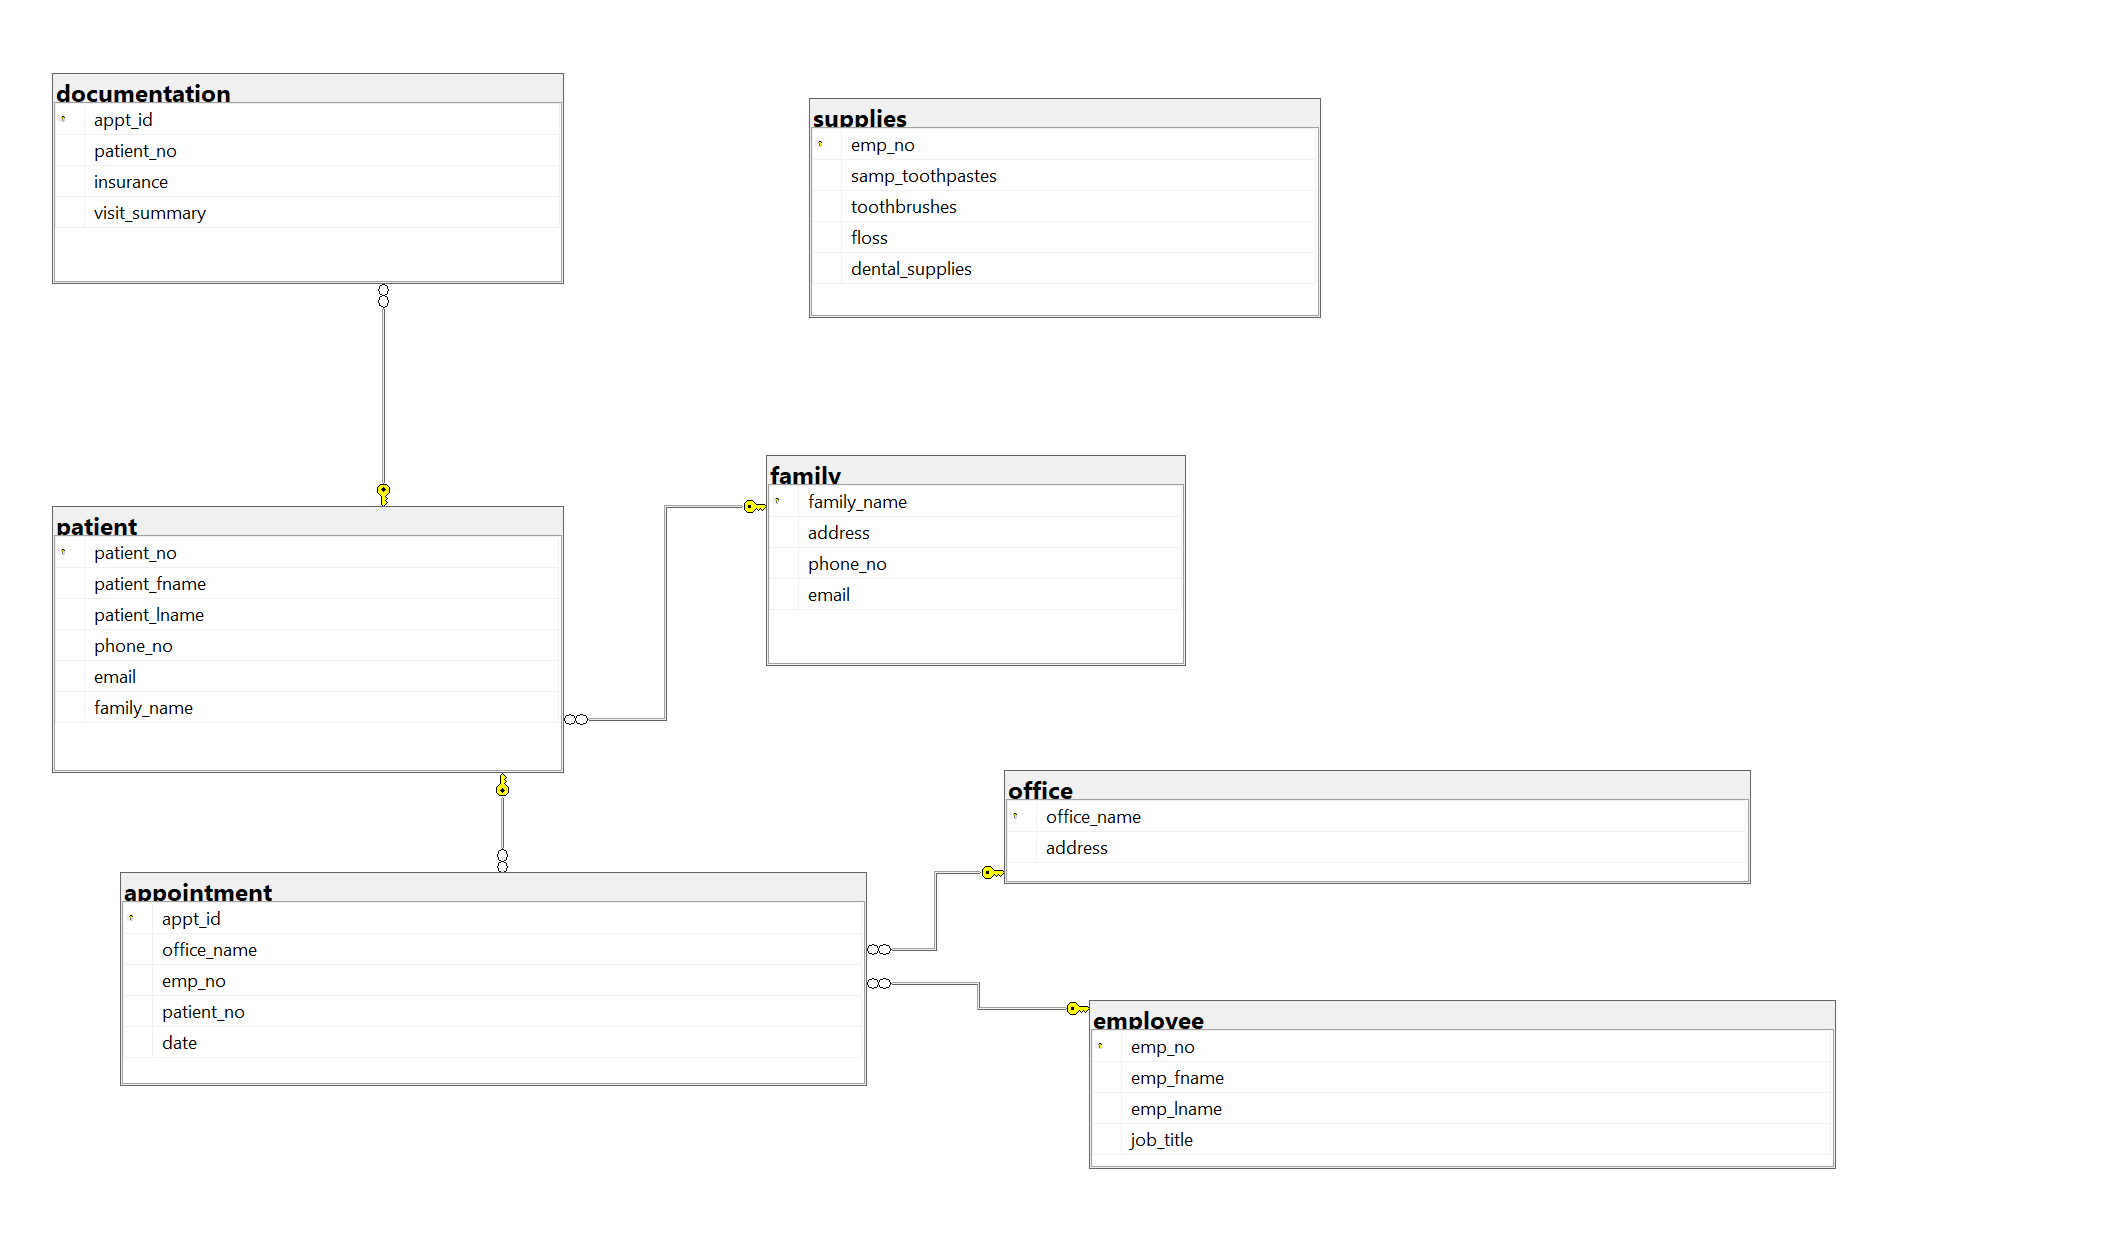 documentation
appt_id
patient_no
insurance
visit_summary
supplies
emp_no
samp_toothpastes
toothbrushes
floss
dental_supplies
patient
patient_no
patient_fname
patient_lname
phone_no
email
family_name
family
family_name
address
phone_no
email
office
office_name
address
appointment
appt_id
office_name
emp_no
patient_no
date
employee
emp_no
emp_fname
emp_lname
job_title